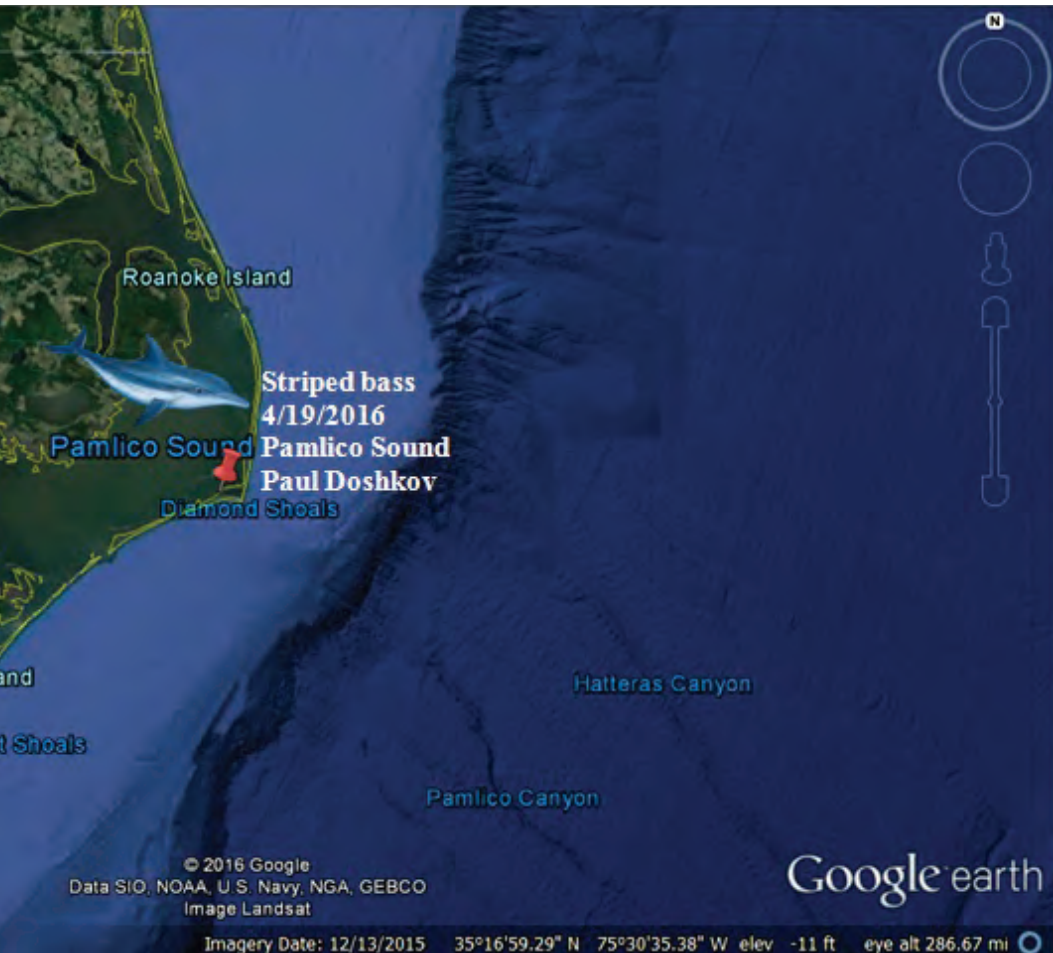 N
Roanoke Island
Striped bass
4/19/2016
Pamlico Sound Pamlico Sound
Paul Doshkov
Diamond Shoals
and
Hatteras Canyon
t Shoals
Pamlico Canyon
© 2016 Google
Data SIO, NOAA, U.S. Navy, NGA, GEBCO
Image Landsat
Google earth
Imagery Date: 12/13/2015 35°16'59.29" N 75°30'35.38" W elev -11 ft eye alt 286.67 mi